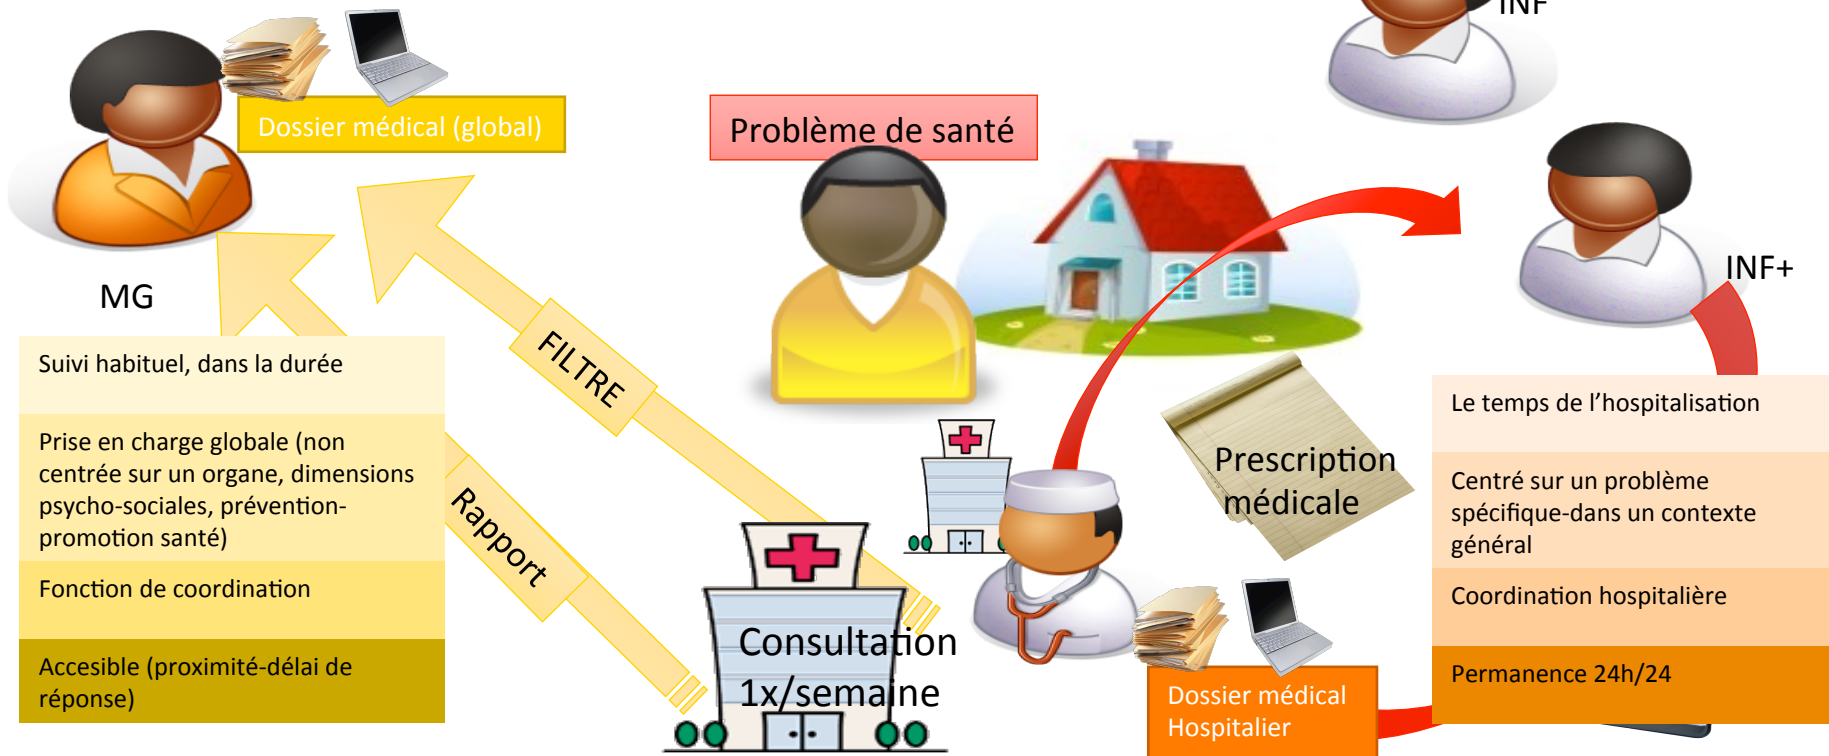 INF
Dossier médical (global)
Problème de santé
MG
INF+
FILTRE
Rapport
Suivi habituel, dans la durée
Prise en charge globale (non
centrée sur un organe, dimensions
psycho-sociales, prévention-
promotion santé)
Fonction de coordination
Accesible (proximité-délai de
réponse)
Prescription
médicale
Consultation
1x/semaine
Dossier médical
Hospitalier
Le temps de l’hospitalisation
Centré sur un problème
spécifique-dans un contexte
général
Coordination hospitalière
Permanence 24h/24